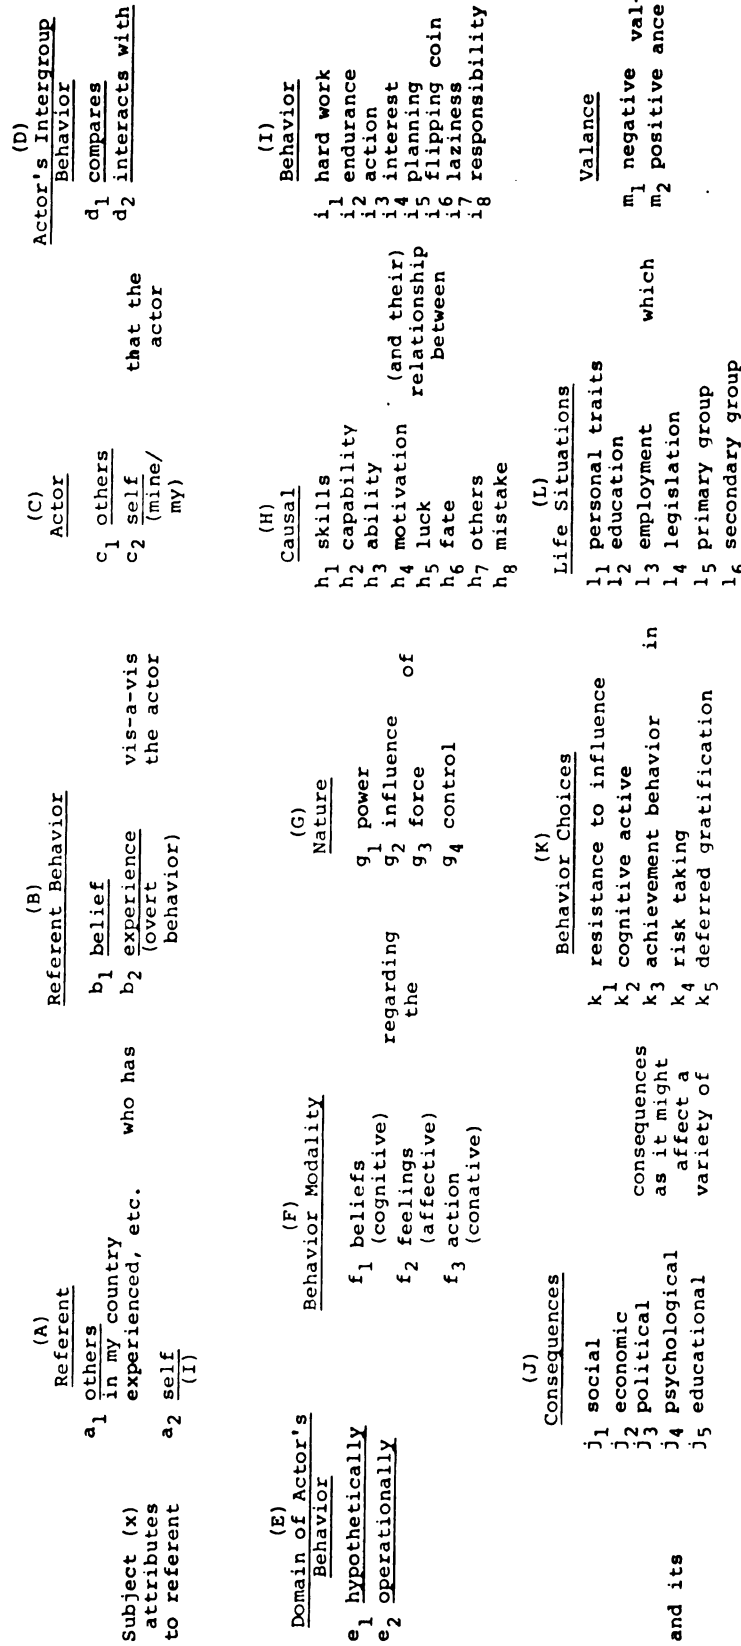 (A)
Referent
Subject (x)
attributes
to referent
a1 others
in my country
experienced, etc.
a2 self
(I)
who has
(B)
Referent Behavior
b1 belief
b2 experience
(overt
behavior)
vis-a-vis
the actor
(C)
Actor
c1 others
c2 self
(mine/
my)
that the
actor
(D)
Actor's Intergroup
Behavior
d1 compares
d2 interacts with
(E)
Domain of Actor's
Behavior
e1 hypothetically
e2 operationally
(F)
Behavior Modality
f1 beliefs
(cognitive)
f2 feelings
(affective)
f3 action
(conative)
regarding
the
(G)
Nature
g1 power
g2 influence
g3 force
g4 control
of
(H)
Causal
h1 skills
h2 capability
h3 ability
h4 motivation
h5 luck
h6 fate
h7 others
h8 mistake
(and their)
relationship
between
(I)
Behavior
i1 hard work
i2 endurance
i3 action
i3 interest
i4 planning
i5 flipping coin
i6 laziness
i7 responsibility
i8
and its
(J)
Consequences
j1 social
j2 economic
j3 political
j4 psychological
j5 educational
consequences
as it might
affect a
variety of
(K)
Behavior Choices
k1 resistance to influence
k2 cognitive active
k3 achievement behavior
k4 risk taking
k5 deferred gratification
in
(L)
Life Situations
l1 personal traits
l2 education
l3 employment
l4 legislation
l5 primary group
l6 secondary group
which
Valance
m1 negative val-
m2 positive ance